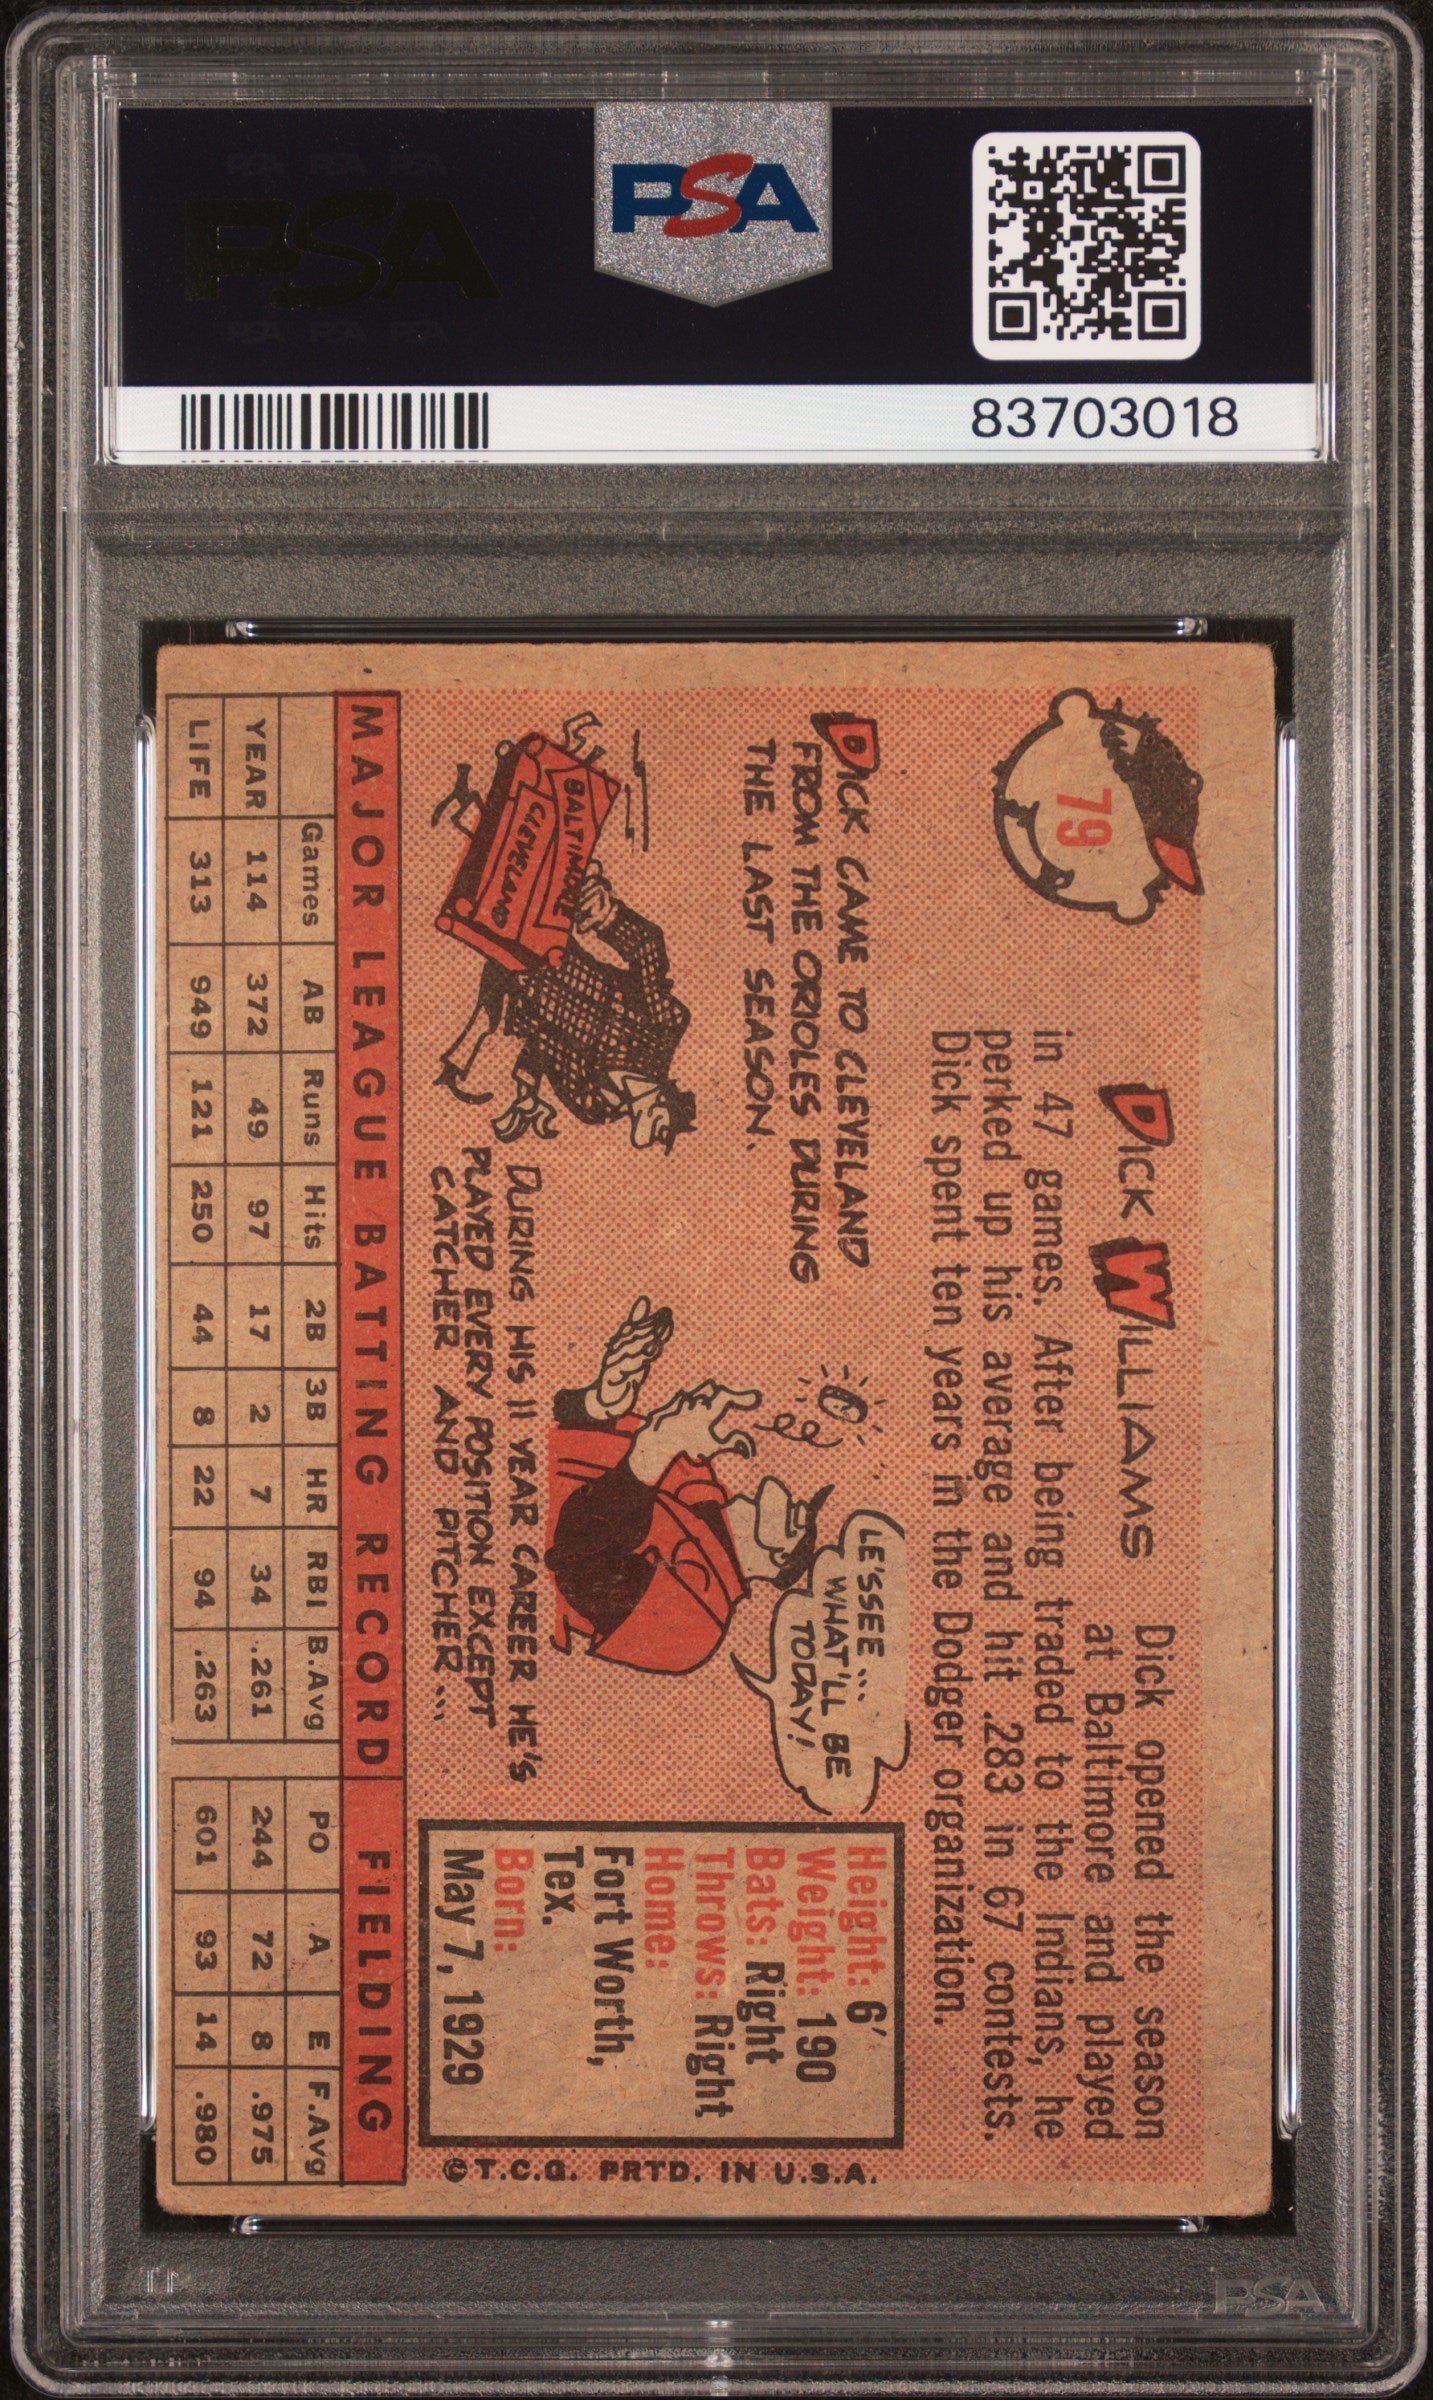 PSA PSA PSA
PSA
PSA PSA PSA
PSA
83703018
79
DICK WILLIAMS
Dick opened the season
at Baltimore and played
in 47 games. After being traded to the Indians, he
perked up his average and hit .283 in 67 contests.
Dick spent ten years in the Dodger organization.
DICK CAME TO CLEVELAND
FROM THE ORIOLES DURING
THE LAST SEASON.
BALTIMORE
CLEVELAND
LE'SSEE...
WHAT'LL BE
TODAY!
DURING HIS 11 YEAR CAREER HE'S
PLAYED EVERY POSITION EXCEPT
CATCHER AND PITCHER...
Height: 6'
Weight: 190
Bats: Right
Throws: Right
Home:
Fort Worth,
Tex.
Born:
May 7, 1929
©T.C.G. PRTD. IN U.S.A.
MAJOR LEAGUE BATTING RECORD FIELDING
Games AB Runs Hits 2B 3B HR RBI B.Avg PO A E F.Avg
YEAR 114 372 49 97 17 2 7 34 .261 244 72 8 .975
LIFE 313 949 121 250 44 8 22 94 .263 601 93 14 .980
PSA